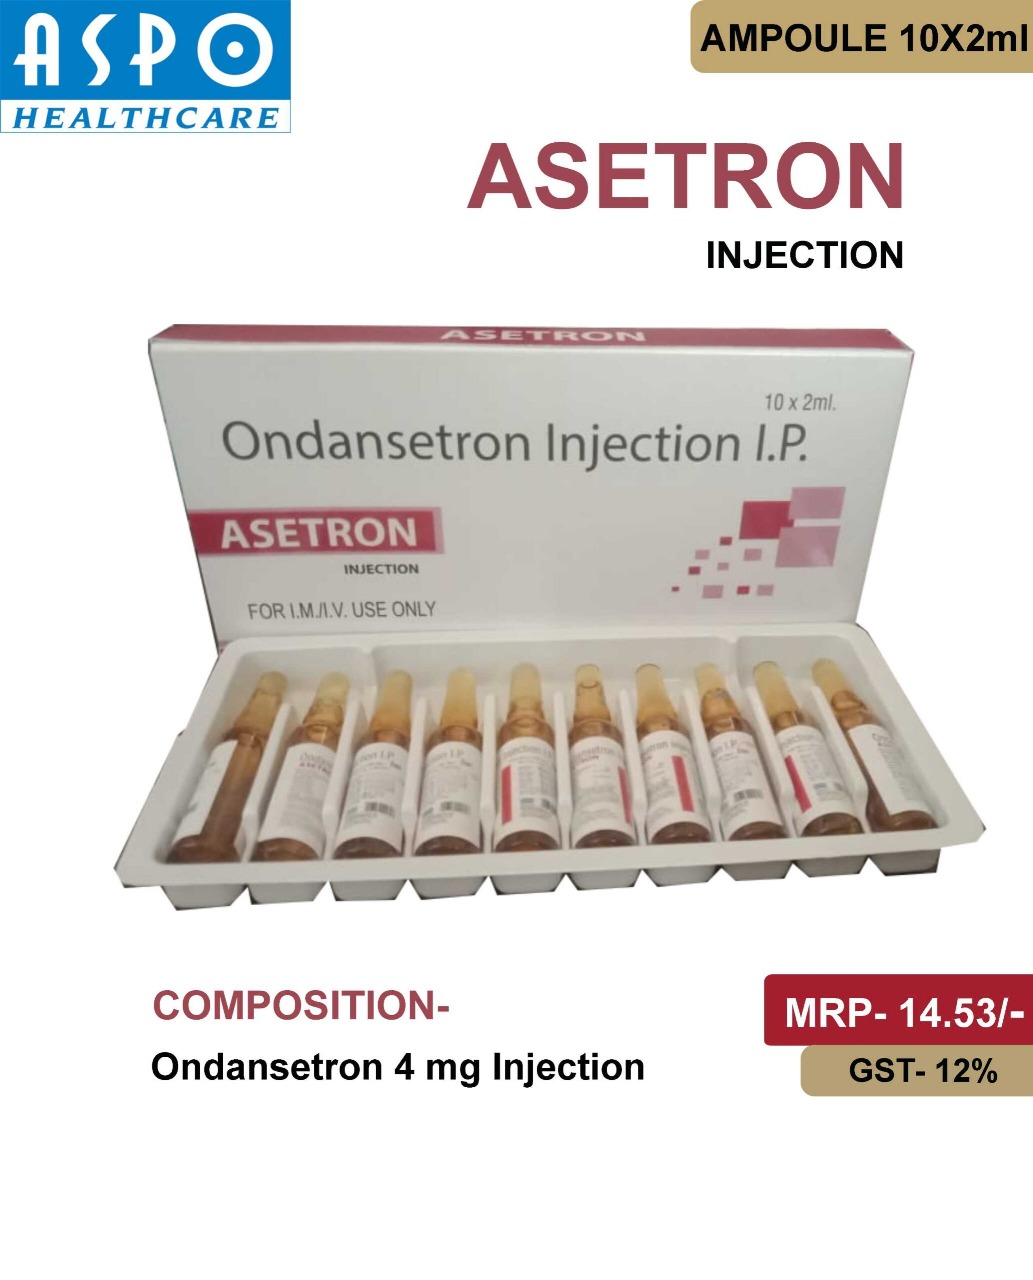 ASPO
HEALTHCARE
AMPOULE 10X2ml
ASETRON
INJECTION
ASETRON
10 x 2ml.
Ondansetron Injection I.P.
ASETRON
INJECTION
FOR I.M./I.V. USE ONLY
COMPOSITION-
Ondansetron 4 mg Injection
MRP- 14.53/-
GST- 12%